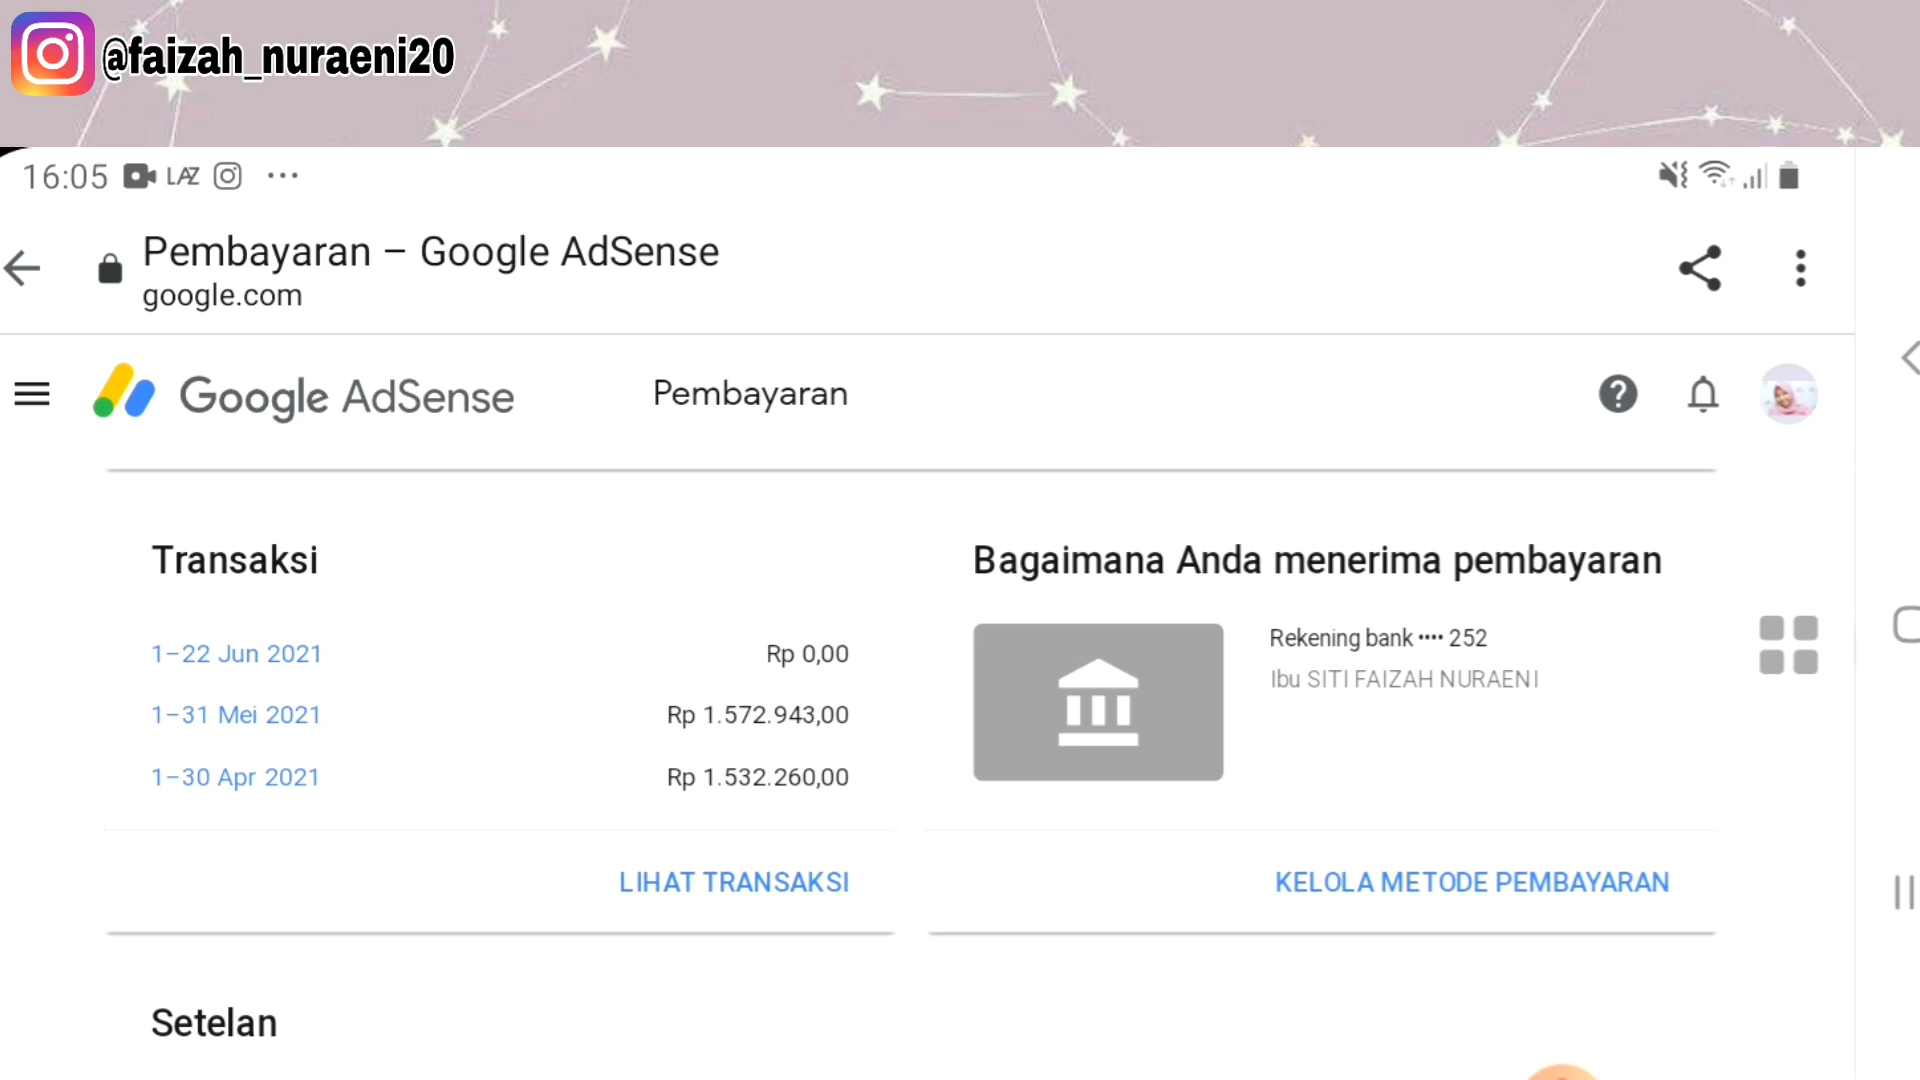 @faizah_nuraeni20
16:05 LAZ
Pembayaran – Google AdSense
google.com
Google AdSense
Pembayaran
Transaksi
1–22 Jun 2021 Rp 0,00
1–31 Mei 2021 Rp 1.572.943,00
1–30 Apr 2021 Rp 1.532.260,00
LIHAT TRANSAKSI
Bagaimana Anda menerima pembayaran
Rekening bank •••• 252
Ibu SITI FAIZAH NURAENI
KELOLA METODE PEMBAYARAN
Setelan